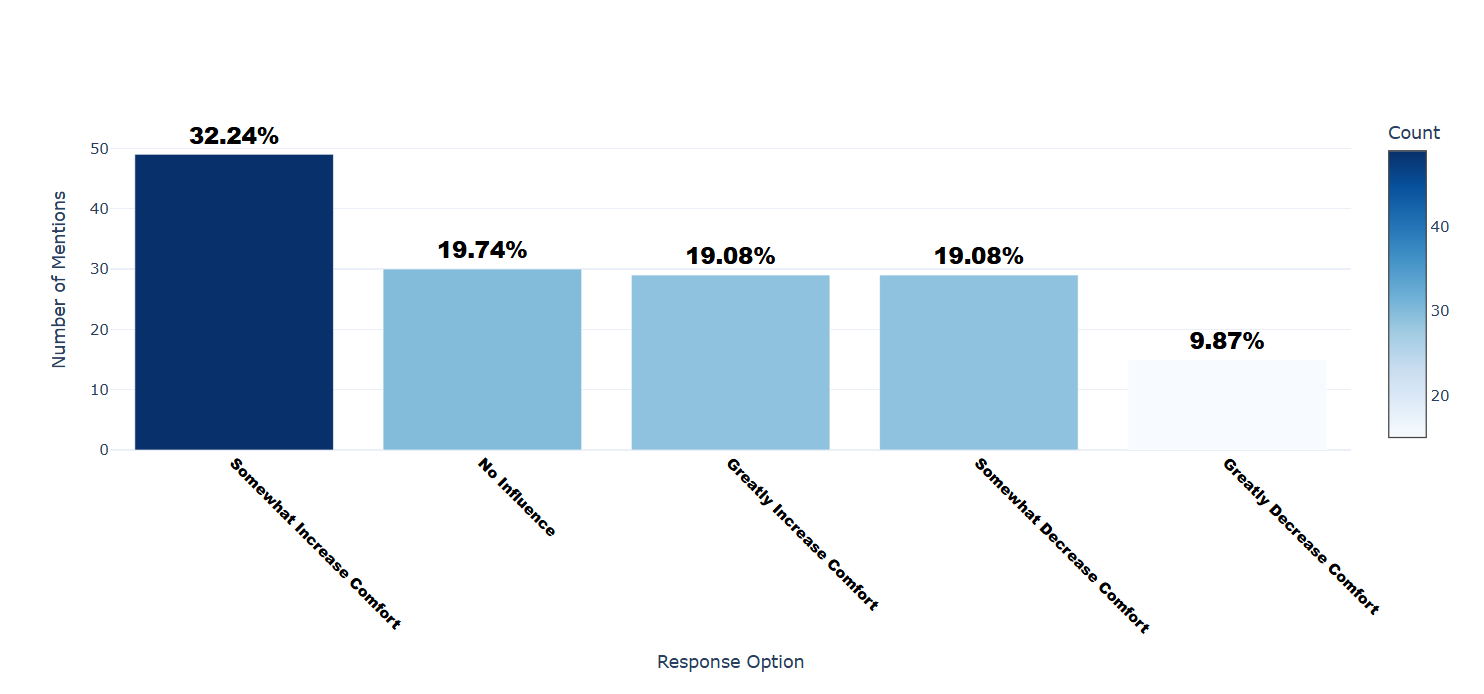 32.24%
19.74%
19.08%
19.08%
9.87%
Number of Mentions
50
40
30
20
10
0
Somewhat Increase Comfort
No Influence
Greatly Increase Comfort
Somewhat Decrease Comfort
Greatly Decrease Comfort
Response Option
Count
40
30
20